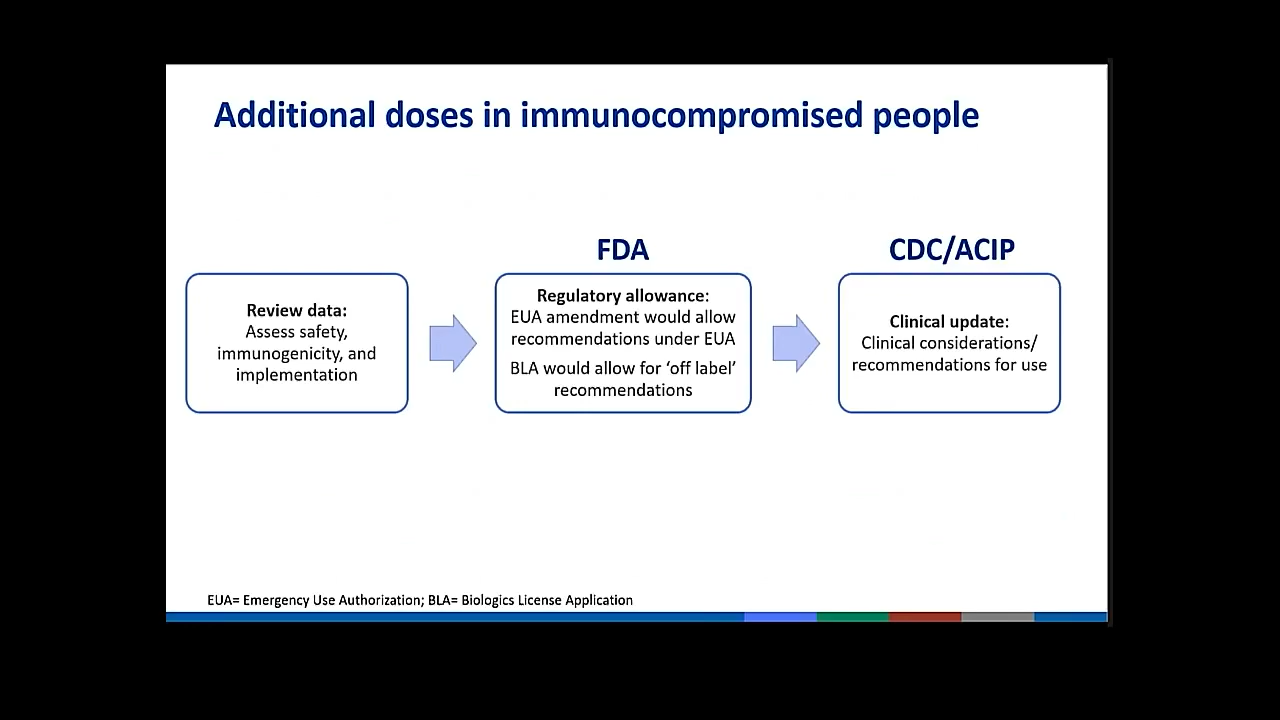 Additional doses in immunocompromised people
Review data:
Assess safety,
immunogenicity, and
implementation
FDA
Regulatory allowance:
EUA amendment would allow
recommendations under EUA
BLA would allow for ‘off label’
recommendations
CDC/ACIP
Clinical update:
Clinical considerations/
recommendations for use
EUA= Emergency Use Authorization; BLA= Biologics License Application